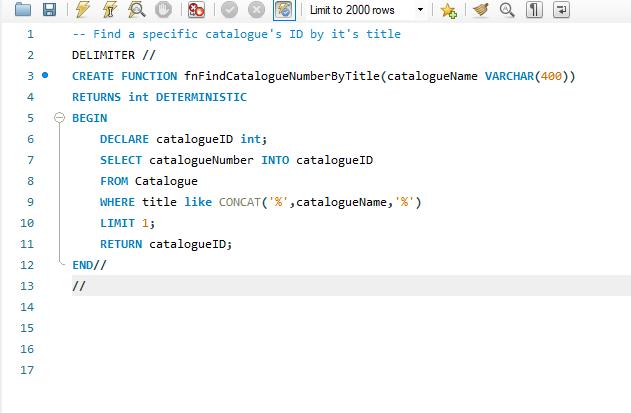 Limit to 2000 rows
1 -- Find a specific catalogue's ID by it's title
2 DELIMITER //
3 CREATE FUNCTION fnFindCatalogueNumberByTitle(catalogueName VARCHAR(400))
4 RETURNS int DETERMINISTIC
5 BEGIN
6 DECLARE catalogueID int;
7 SELECT catalogueNumber INTO catalogueID
8 FROM Catalogue
9 WHERE title like CONCAT('%',catalogueName,'%')
10 LIMIT 1;
11 RETURN catalogueID;
12 END//
13 //
14
15
16
17